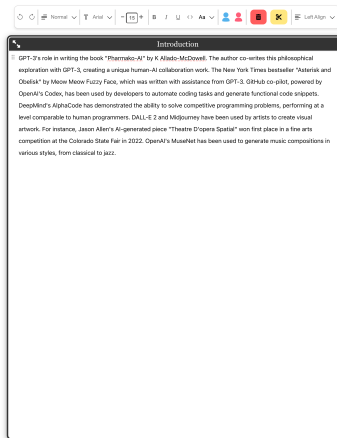 Normal
Arial
15
B I U <> Aa
Left Align
Introduction
GPT-3's role in writing the book "Pharmako-AI" by K Allado-McDowell. The author co-writes this philosophical
exploration with GPT-3, creating a unique human-AI collaboration work. The New York Times bestseller "Asterisk and
Obelisk" by Meow Meow Fuzzy Face, which was written with assistance from GPT-3. GitHub co-pilot, powered by
OpenAI's Codex, has been used by developers to automate coding tasks and generate functional code snippets.
DeepMind's AlphaCode has demonstrated the ability to solve competitive programming problems, performing at a
level comparable to human programmers. DALL-E 2 and Midjourney have been used by artists to create visual
artwork. For instance, Jason Allen's AI-generated piece "Theatre D'opera Spatial" won first place in a fine arts
competition at the Colorado State Fair in 2022. OpenAI's MuseNet has been used to generate music compositions in
various styles, from classical to jazz.